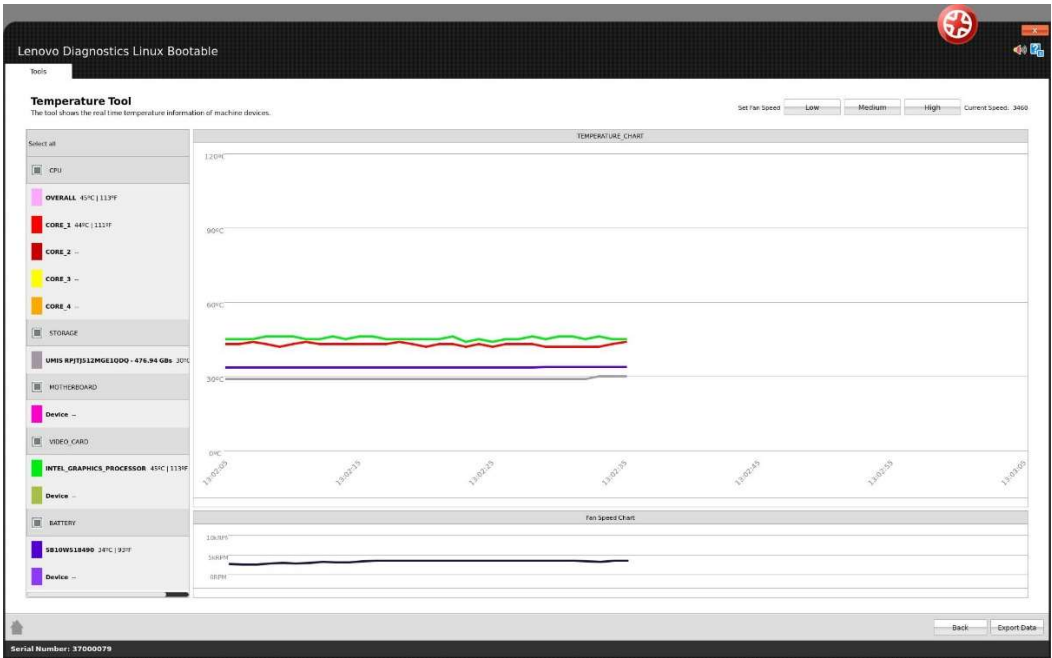 Lenovo Diagnostics Linux Bootable
x
Tools
Temperature Tool
The tool shows the real time temperature information of machine devices.
Set Fan Speed Low Medium High Current Speed: 3460
Select all
CPU
OVERALL 45ºC | 113ºF
CORE_1 44ºC | 111ºF
CORE_2 --
CORE_3 --
CORE_4 --
STORAGE
UMIS RPJTJ512MGE1QDQ - 476.94 GBs 30ºC
MOTHERBOARD
Device --
VIDEO_CARD
INTEL_GRAPHICS_PROCESSOR 45ºC | 113ºF
Device --
BATTERY
5B10W518490 34ºC | 93ºF
Device --
TEMPERATURE_CHART
120ºC
90ºC
60ºC
30ºC
0ºC
13:02:05 13:02:15 13:02:25 13:02:35 13:02:45 13:02:55 13:03:05
Fan Speed Chart
10kRPM
5kRPM
0RPM
Back Export Data
Serial Number: 37000079